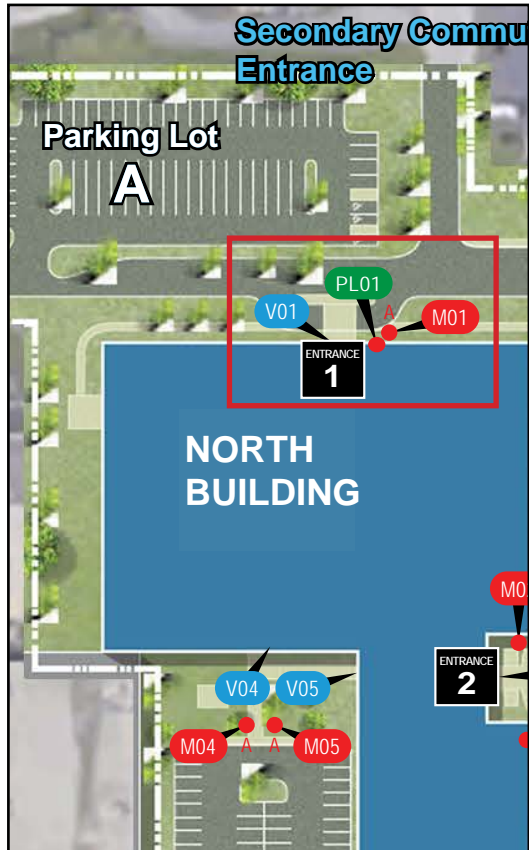 Secondary Commu
Entrance
Parking Lot
A
PL01
V01
A
M01
ENTRANCE
1
NORTH
BUILDING
M0
ENTRANCE
2
V04
V05
M04
A
A
M05